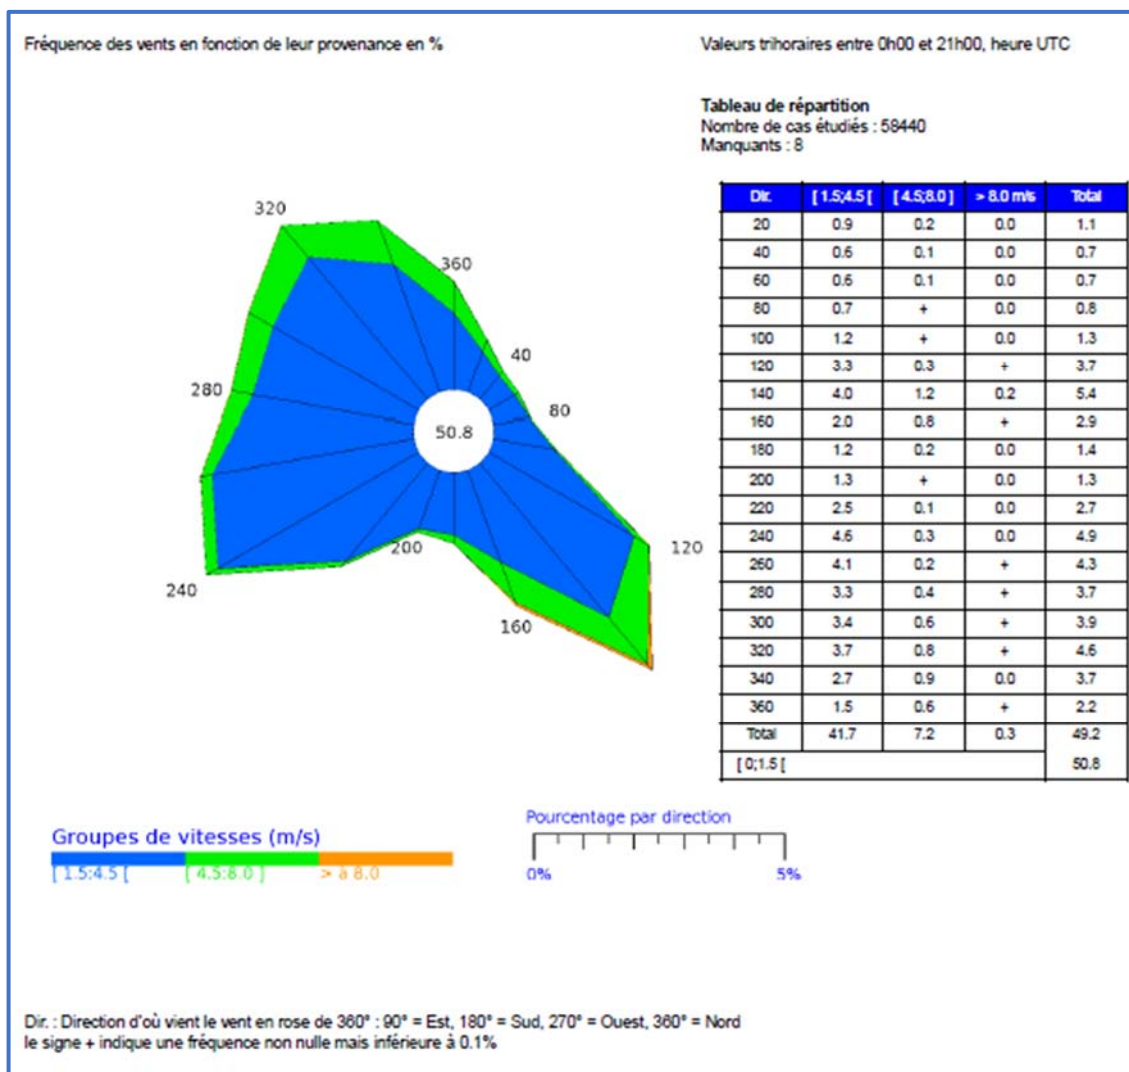 Fréquence des vents en fonction de leur provenance en %
Valeurs trihoraires entre 0h00 et 21h00, heure UTC
Tableau de répartition
Nombre de cas étudiés : 58440
Manquants : 8
320
360
40
280
80
50.8
200
120
240
160
Dir. [ 1.5;4.5 [ [ 4.5;8.0 ] > 8.0 m/s Total
20 0.9 0.2 0.0 1.1
40 0.6 0.1 0.0 0.7
60 0.6 0.1 0.0 0.7
80 0.7 + 0.0 0.8
100 1.2 + 0.0 1.3
120 3.3 0.3 + 3.7
140 4.0 1.2 0.2 5.4
160 2.0 0.8 + 2.9
180 1.2 0.2 0.0 1.4
200 1.3 + 0.0 1.3
220 2.5 0.1 0.0 2.7
240 4.6 0.3 0.0 4.9
260 4.1 0.2 + 4.3
280 3.3 0.4 + 3.7
300 3.4 0.6 + 3.9
320 3.7 0.8 + 4.6
340 2.7 0.9 0.0 3.7
360 1.5 0.6 + 2.2
Total 41.7 7.2 0.3 49.2
[ 0;1.5 [ 50.8
Groupes de vitesses (m/s)
[ 1.5;4.5 [ [ 4.5;8.0 ] > à 8.0
Pourcentage par direction
0% 5%
Dir. : Direction d'où vient le vent en rose de 360° : 90° = Est, 180° = Sud, 270° = Ouest, 360° = Nord
le signe + indique une fréquence non nulle mais inférieure à 0.1%